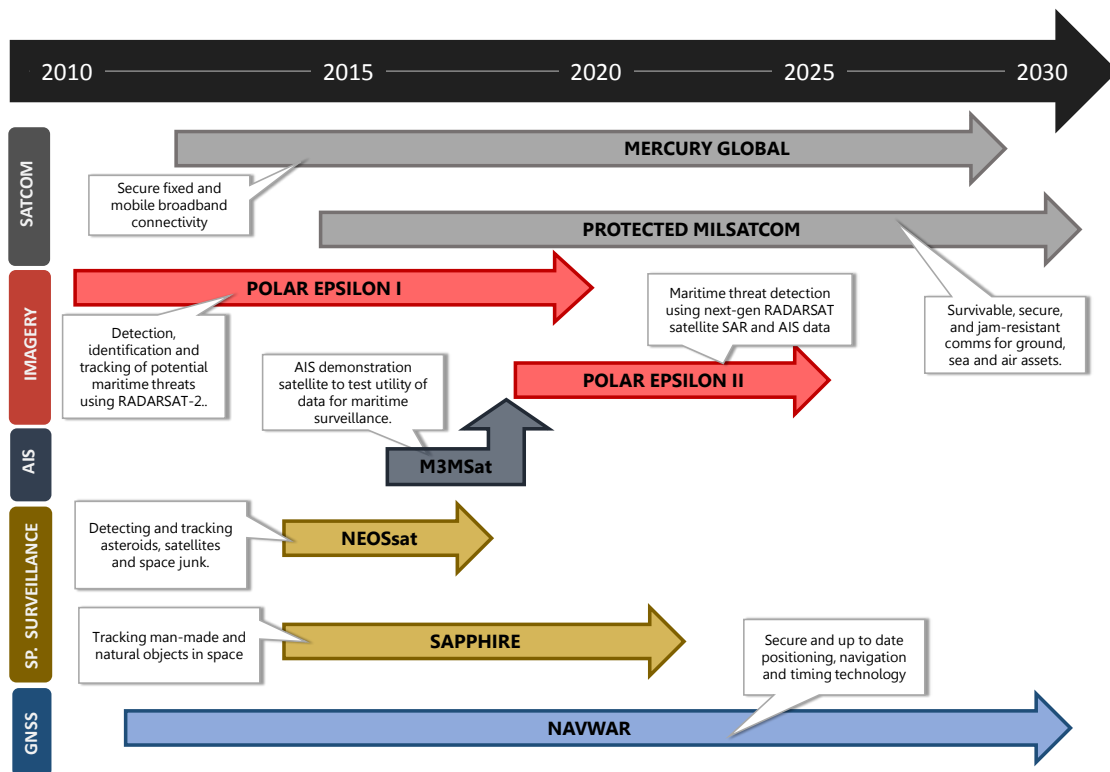 2010
2015
2020
2025
2030
SATCOM
MERCURY GLOBAL
Secure fixed and
mobile broadband
connectivity
PROTECTED MILSATCOM
Survivable, secure,
and jam-resistant
comms for ground,
sea and air assets.
IMAGERY
POLAR EPSILON I
Detection,
identification and
tracking of potential
maritime threats
using RADARSAT-2..
Maritime threat detection
using next-gen RADARSAT
satellite SAR and AIS data
POLAR EPSILON II
AIS
AIS demonstration
satellite to test utility of
data for maritime
surveillance.
M3MSat
SP. SURVEILLANCE
Detecting and tracking
asteroids, satellites
and space junk.
NEOSsat
Tracking man-made and
natural objects in space
SAPPHIRE
GNSS
Secure and up to date
positioning, navigation
and timing technology
NAVWAR